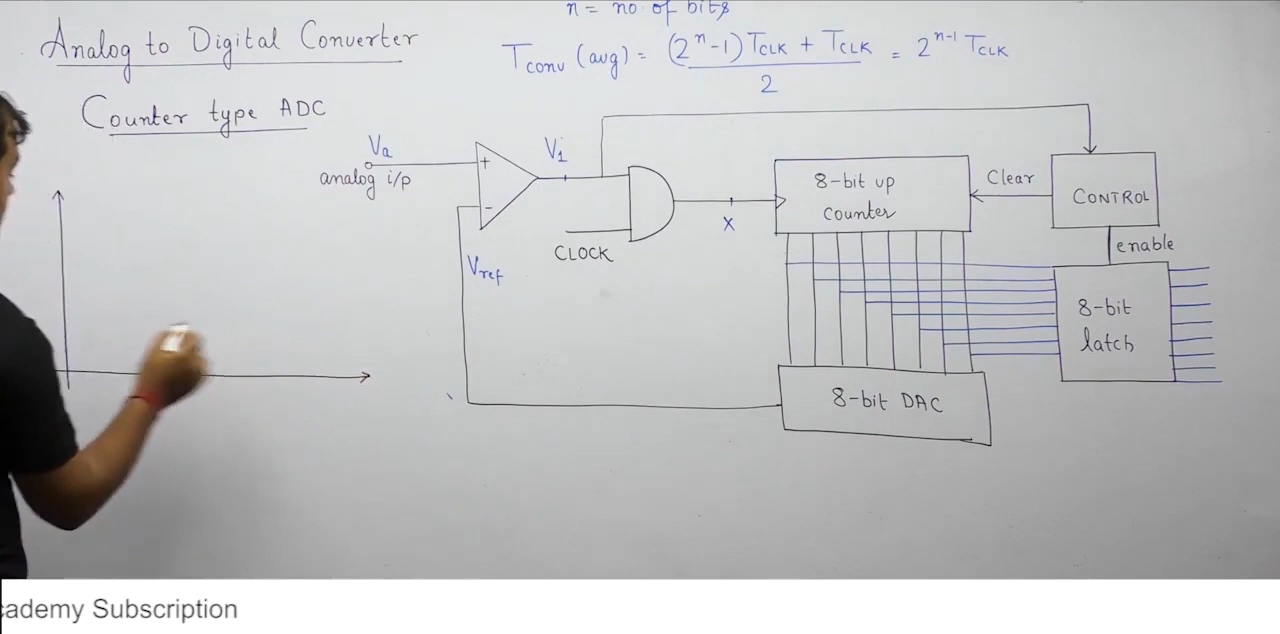 n = no. of bits
Analog to Digital Converter
Tconv (avg) = (2^n - 1) TCLK + TCLK / 2 = 2^n-1 TCLK
Counter type ADC
Va
analog i/p
+
-
Vi
CLOCK
Vref
X
8-bit up
counter
Clear
CONTROL
enable
8-bit
latch
8-bit DAC
cademy Subscription